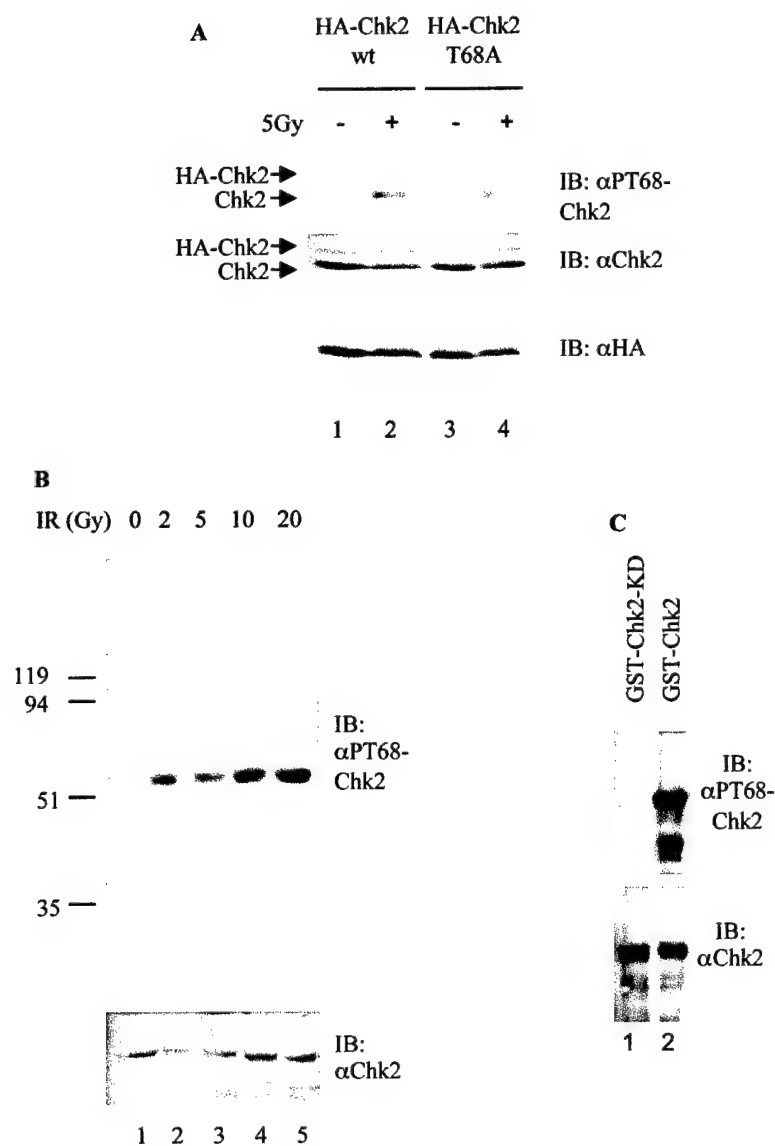 A
HA-Chk2 HA-Chk2
wt T68A
5Gy - + - +
HA-Chk2
Chk2
IB: αPT68-
Chk2
HA-Chk2
Chk2
IB: αChk2
IB: αHA
1 2 3 4
B
IR (Gy) 0 2 5 10 20
119
94
51
35
IB:
αPT68-
Chk2
IB:
αChk2
1 2 3 4 5
C
GST-Chk2-KD
GST-Chk2
IB:
αPT68-
Chk2
IB:
αChk2
1 2